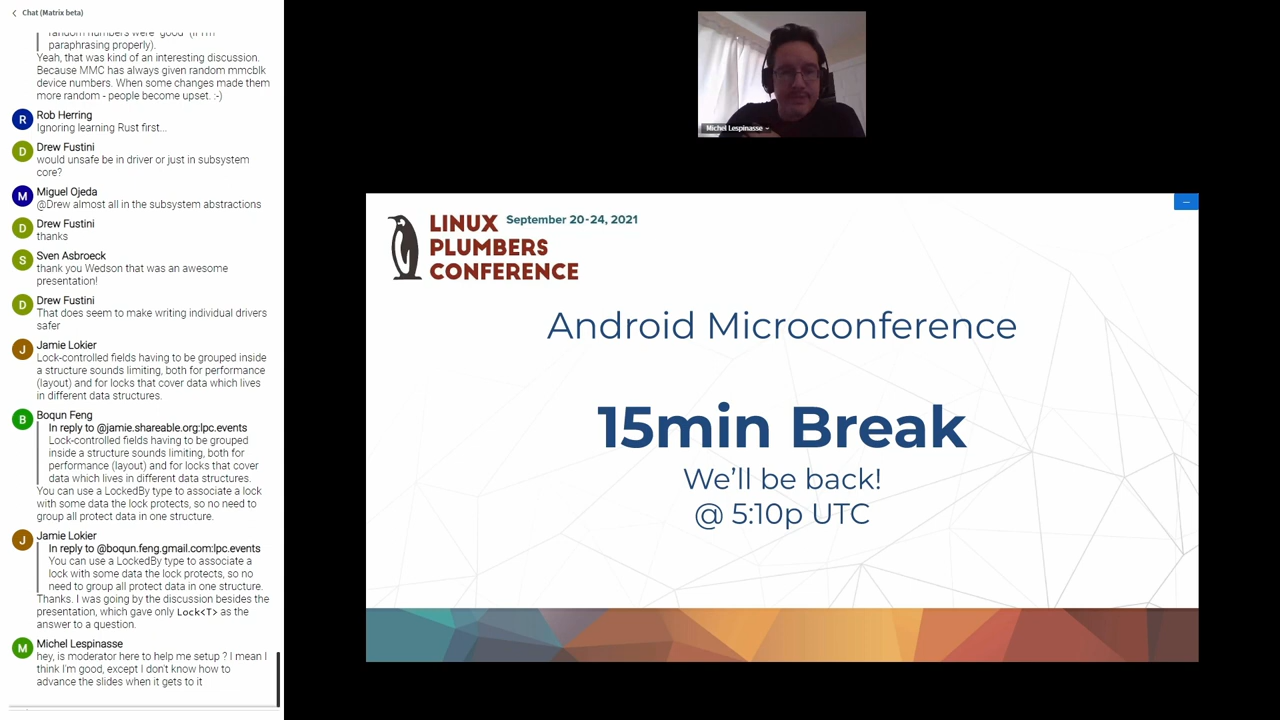 Chat (Matrix beta)
random numbers were "good" (if I'm
paraphrasing properly).
Yeah, that was kind of an interesting discussion.
Because MMC has always given random mmcblk
device numbers. When some changes made them
more random - people become upset. :-)
R
Rob Herring
Ignoring learning Rust first...
D
Drew Fustini
would unsafe be in driver or just in subsystem
core?
M
Miguel Ojeda
@Drew almost all in the subsystem abstractions
D
Drew Fustini
thanks
S
Sven Asbroeck
thank you Wedson that was an awesome
presentation!
D
Drew Fustini
That does seem to make writing individual drivers
safer
J
Jamie Lokier
Lock-controlled fields having to be grouped inside
a structure sounds limiting, both for performance
(layout) and for locks that cover data which lives
in different data structures.
B
Boqun Feng
In reply to @jamie.shareable.org:lpc.events
Lock-controlled fields having to be grouped
inside a structure sounds limiting, both for
performance (layout) and for locks that cover
data which lives in different data structures.
You can use a LockedBy type to associate a lock
with some data the lock protects, so no need to
group all protect data in one structure.
J
Jamie Lokier
In reply to @boqun.feng.gmail.com:lpc.events
You can use a LockedBy type to associate a
lock with some data the lock protects, so no
need to group all protect data in one structure.
Thanks. I was going by the discussion besides the
presentation, which gave only Lock<T> as the
answer to a question.
M
Michel Lespinasse
hey, is moderator here to help me setup ? I mean I
think I'm good, except I don't know how to
advance the slides when it gets to it
Michel Lespinasse
LINUX
PLUMBERS
CONFERENCE
September 20-24, 2021
Android Microconference
15min Break
We'll be back!
@ 5:10p UTC